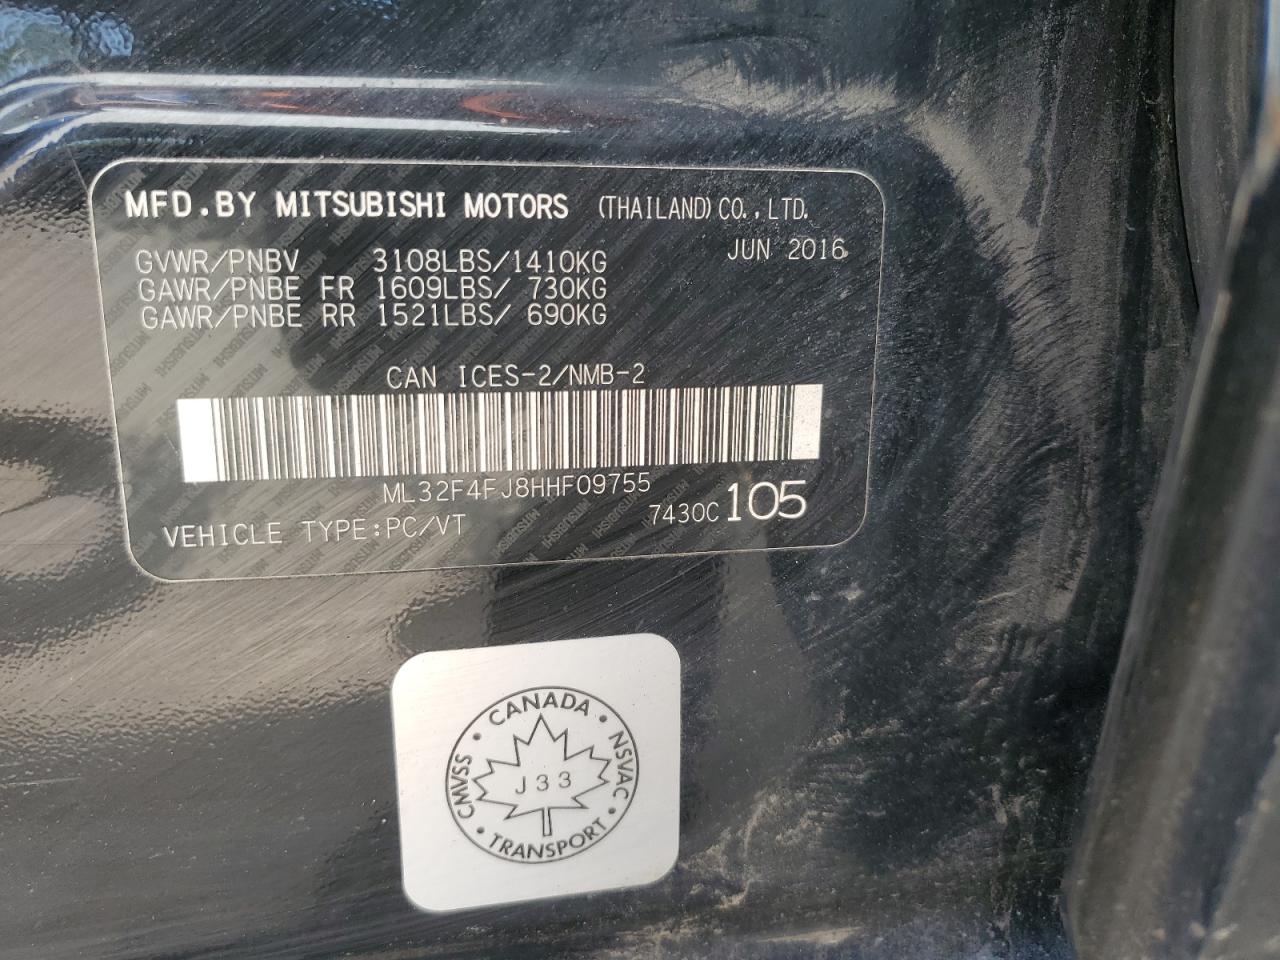 MFD.BY MITSUBISHI MOTORS (THAILAND) CO.,LTD.
JUN 2016
GVWR/PNBV 3108LBS/1410KG
GAWR/PNBE FR 1609LBS/ 730KG
GAWR/PNBE RR 1521LBS/ 690KG
CAN ICES-2/NMB-2
ML32F4FJ8HHF09755
VEHICLE TYPE:PC/VT 7430C 105
CANADA
CMVSS • NSVAC
J33
TRANSPORT